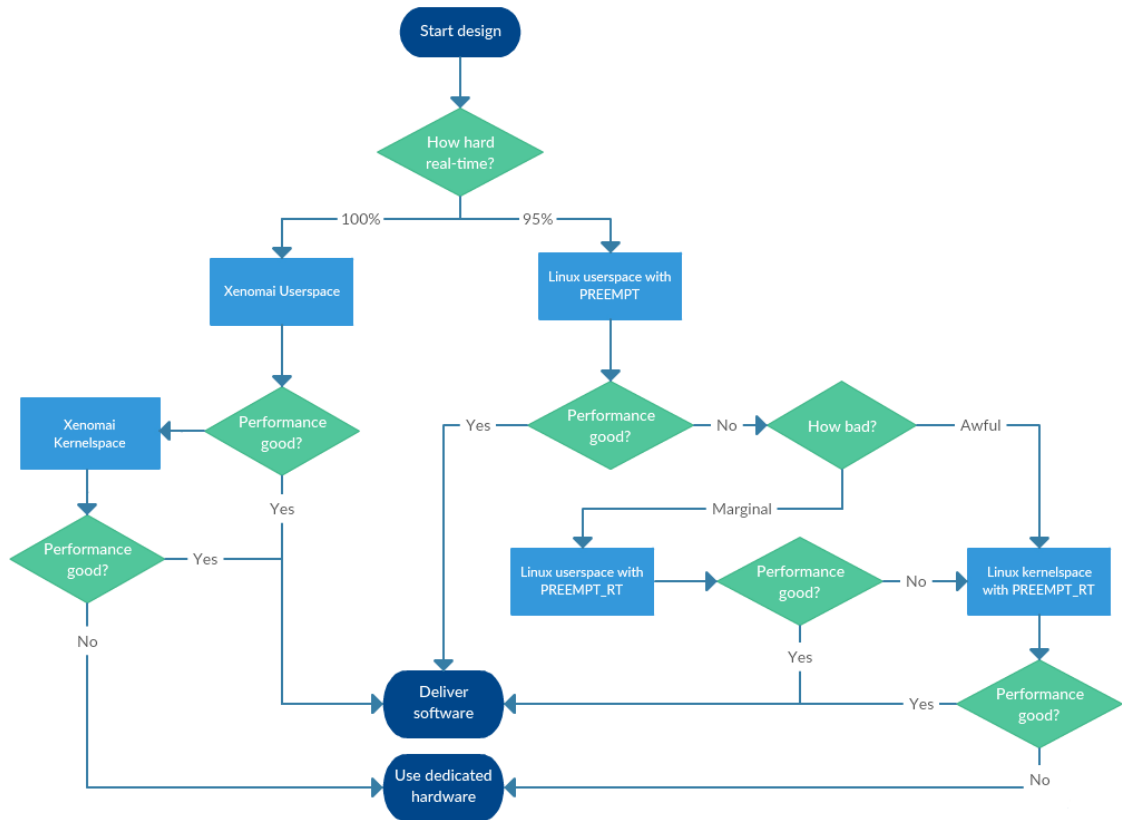 Start design
How hard
real-time?
100%
95%
Xenomai Userspace
Linux userspace with
PREEMPT
Performance
good?
Performance
good?
Yes
No
How bad?
Awful
Xenomai
Kernelspace
Yes
Marginal
Performance
good?
Yes
Linux userspace with
PREEMPT_RT
Performance
good?
No
Linux kernelspace
with PREEMPT_RT
No
Yes
Deliver
software
Yes
Performance
good?
Use dedicated
hardware
No